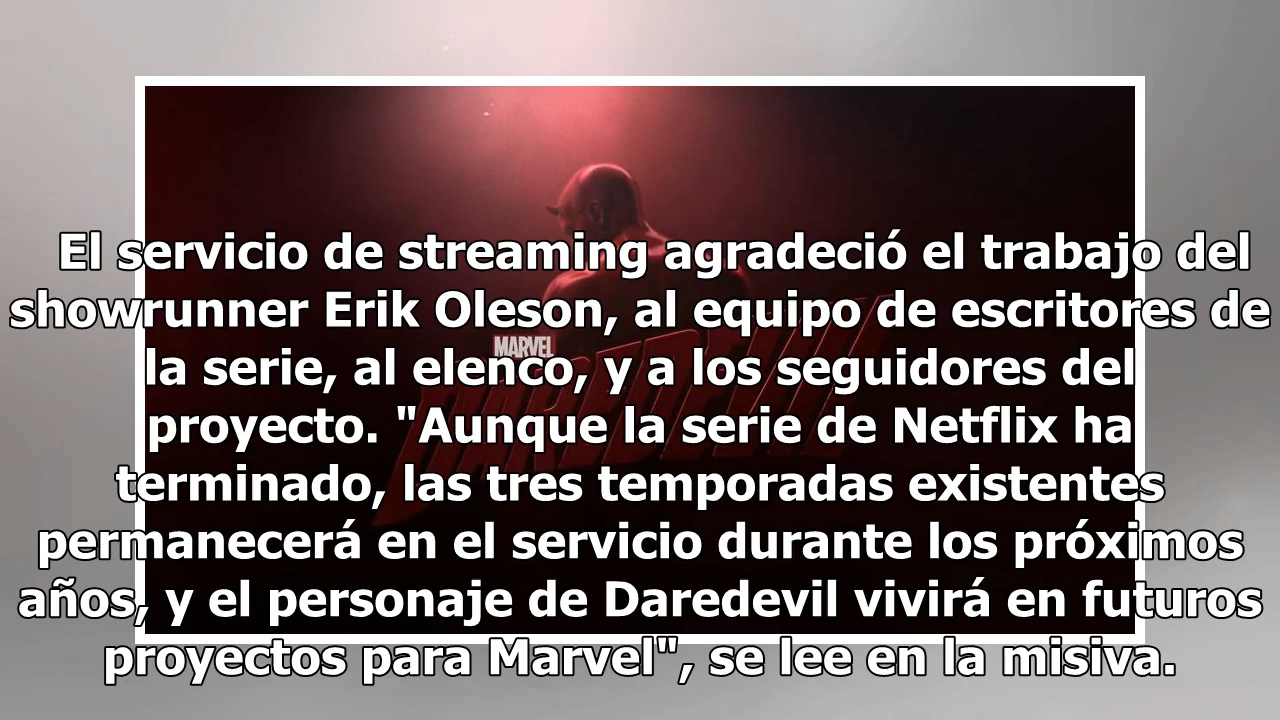 El servicio de streaming agradeció el trabajo del
showrunner Erik Oleson, al equipo de escritores de
MARVEL
la serie, al elenco, y a los seguidores del
DAREDEVIL
proyecto. "Aunque la serie de Netflix ha
terminado, las tres temporadas existentes
permanecerá en el servicio durante los próximos
años, y el personaje de Daredevil vivirá en futuros
proyectos para Marvel", se lee en la misiva.